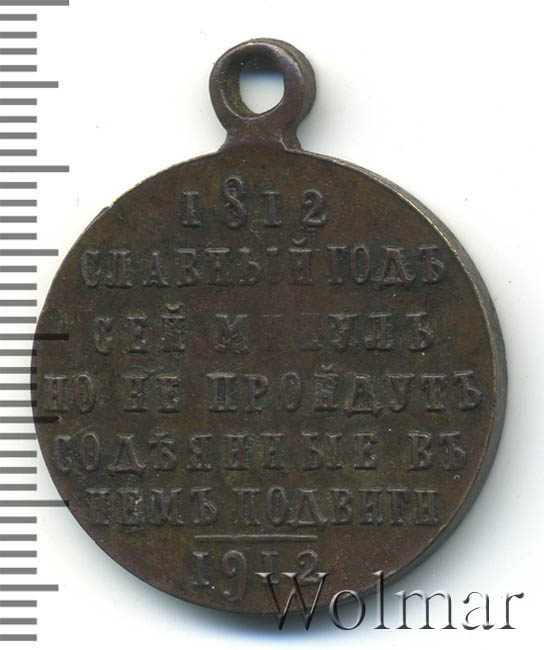 1812
СЛАВНЫЙ ГОДЪ
СЕЙ МИНУЛЪ
НО НЕ ПРОЙДУТЪ
СОДѢЯННЫЕ ВЪ
НЕМЪ ПОДВИГИ
1912
Wolmar